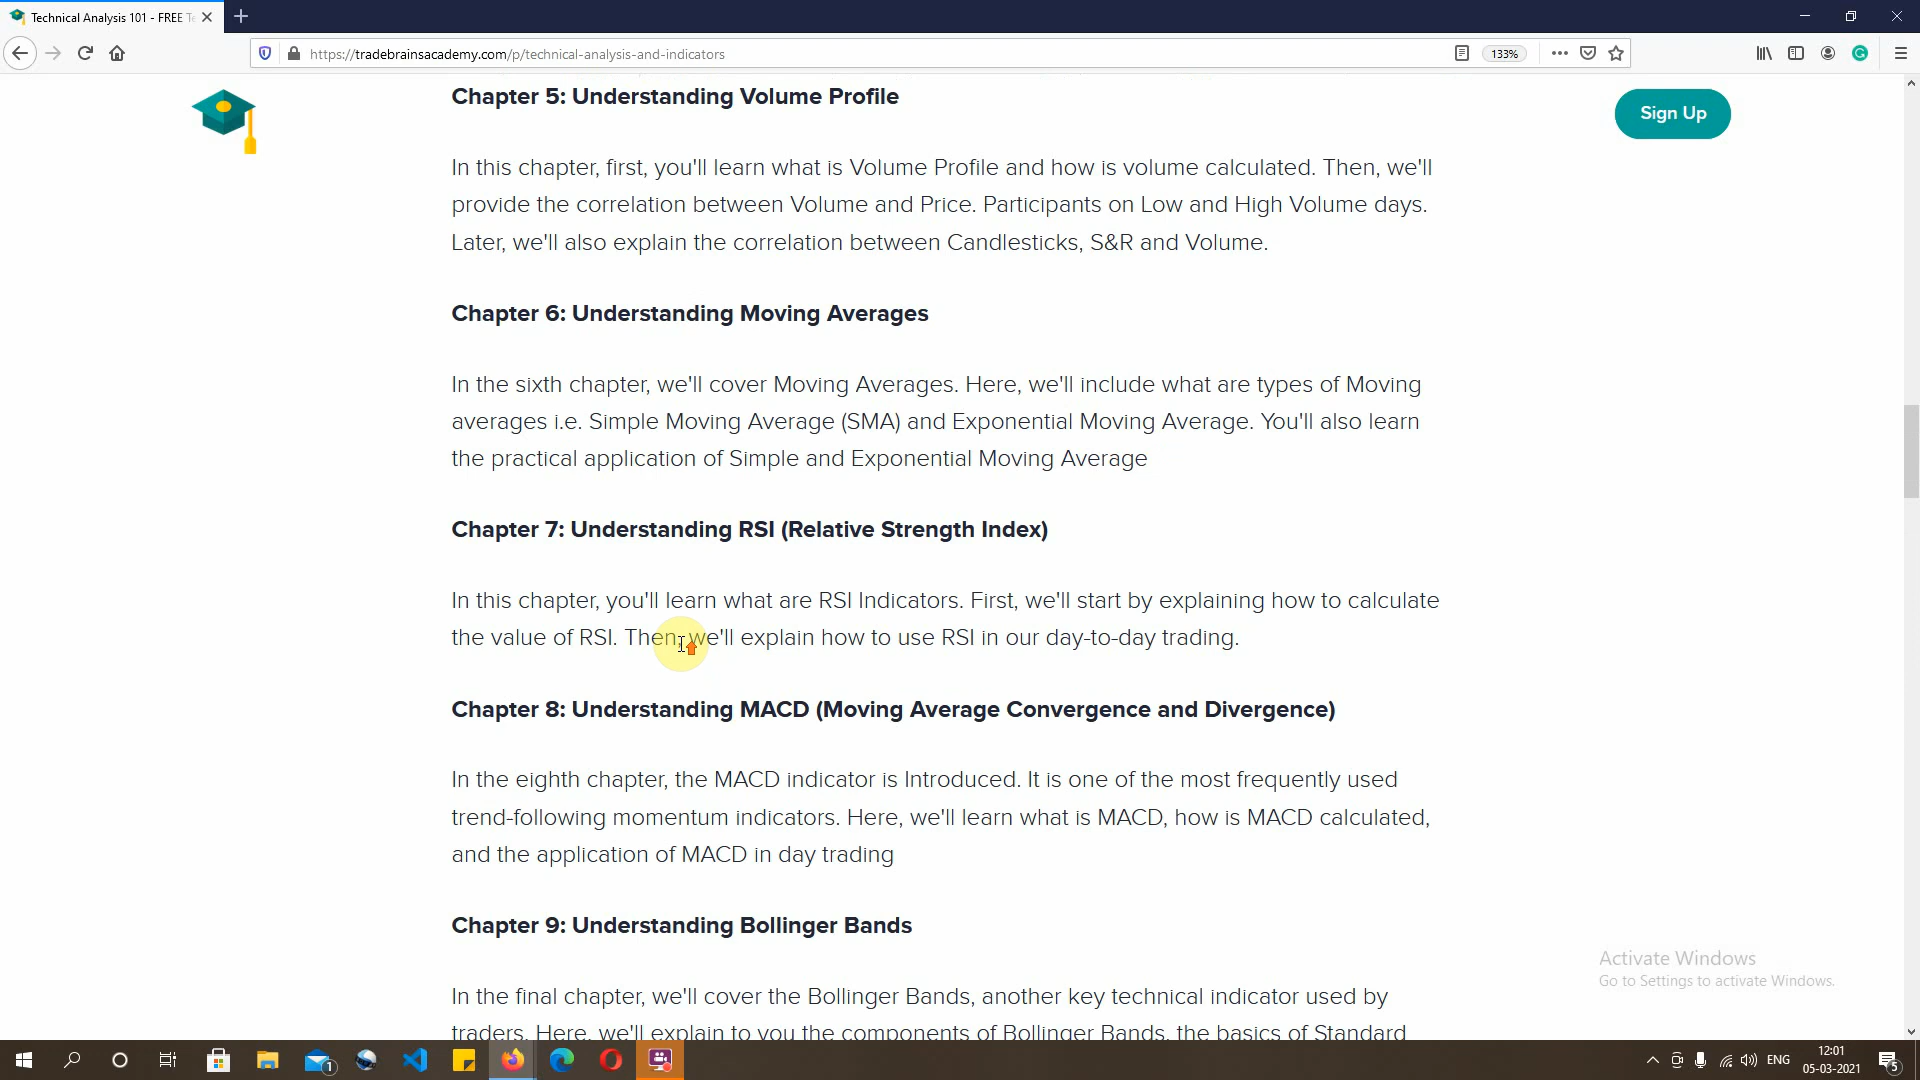 Technical Analysis 101 - FREE Te
https://tradebrainsacademy.com/p/technical-analysis-and-indicators
133%
Sign Up
Chapter 5: Understanding Volume Profile
In this chapter, first, you'll learn what is Volume Profile and how is volume calculated. Then, we'll
provide the correlation between Volume and Price. Participants on Low and High Volume days.
Later, we'll also explain the correlation between Candlesticks, S&R and Volume.
Chapter 6: Understanding Moving Averages
In the sixth chapter, we'll cover Moving Averages. Here, we'll include what are types of Moving
averages i.e. Simple Moving Average (SMA) and Exponential Moving Average. You'll also learn
the practical application of Simple and Exponential Moving Average
Chapter 7: Understanding RSI (Relative Strength Index)
In this chapter, you'll learn what are RSI Indicators. First, we'll start by explaining how to calculate
the value of RSI. Then, we'll explain how to use RSI in our day-to-day trading.
Chapter 8: Understanding MACD (Moving Average Convergence and Divergence)
In the eighth chapter, the MACD indicator is Introduced. It is one of the most frequently used
trend-following momentum indicators. Here, we'll learn what is MACD, how is MACD calculated,
and the application of MACD in day trading
Chapter 9: Understanding Bollinger Bands
In the final chapter, we'll cover the Bollinger Bands, another key technical indicator used by
traders. Here, we'll explain to you the components of Bollinger Bands, the basics of Standard
Activate Windows
Go to Settings to activate Windows.
1
ENG
12:01
05-03-2021
5